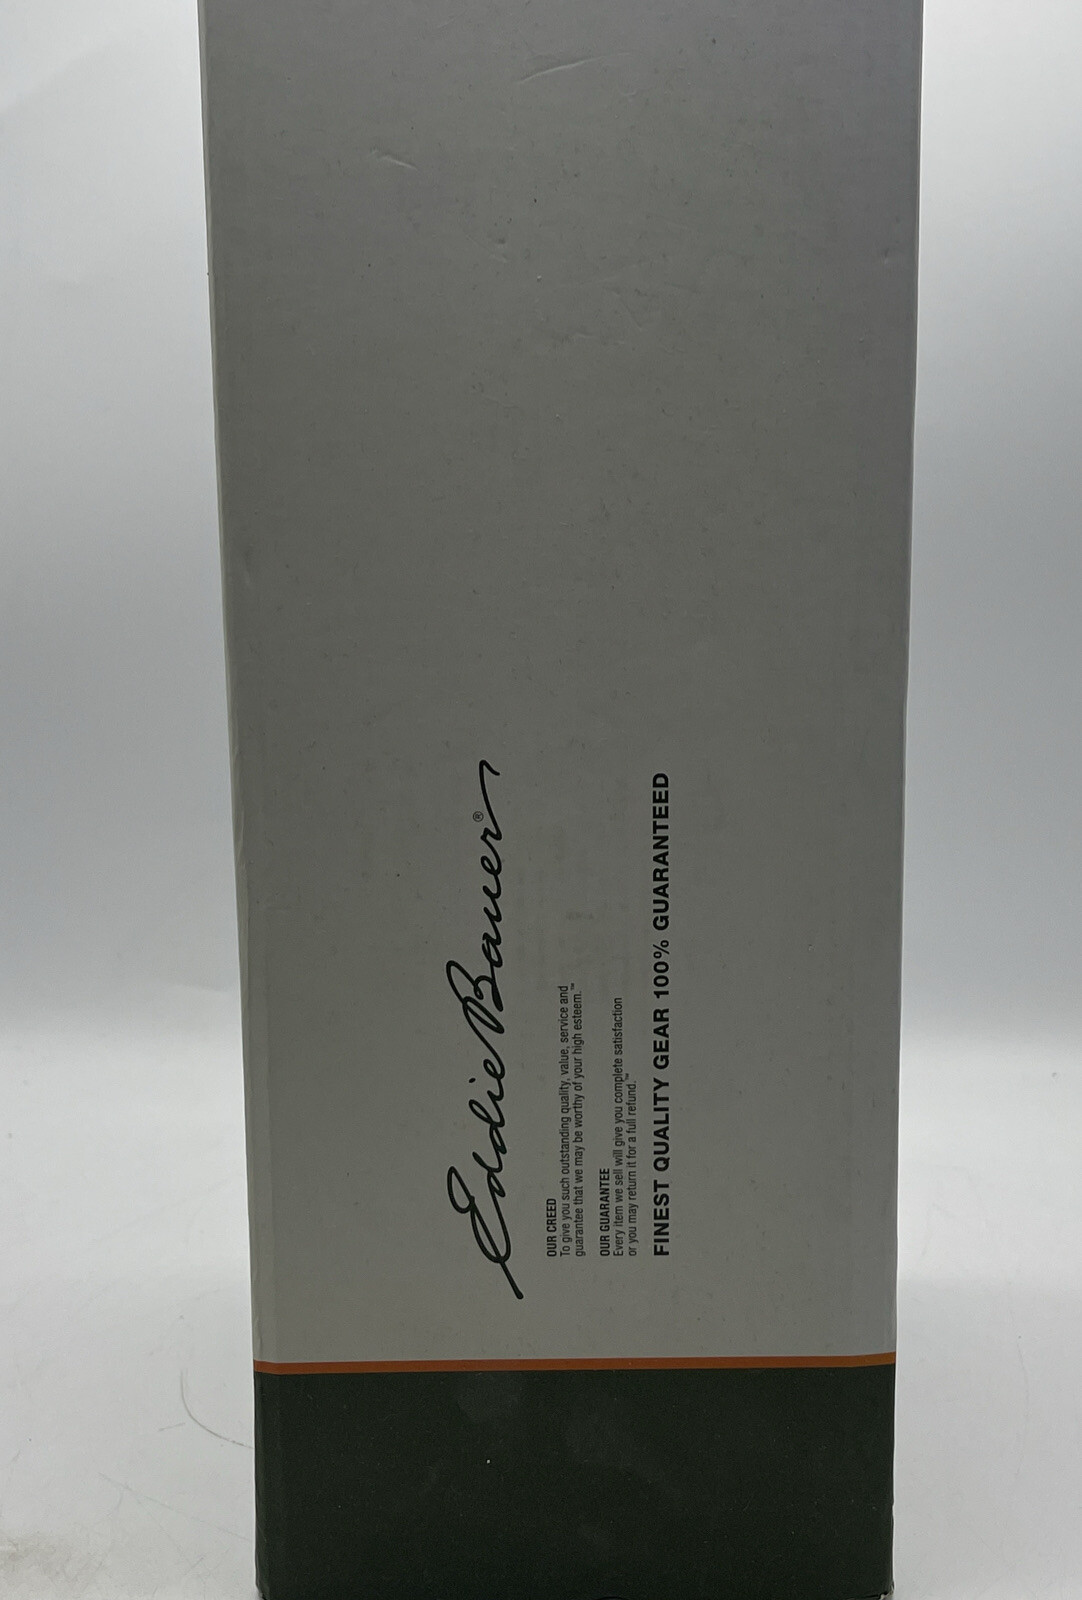 Eddie Bauer®
OUR CREED
To give you such outstanding quality, value, service and
guarantee that we may be worthy of your high esteem.™
OUR GUARANTEE
Every item we sell will give you complete satisfaction
or you may return it for a full refund.™
FINEST QUALITY GEAR 100% GUARANTEED